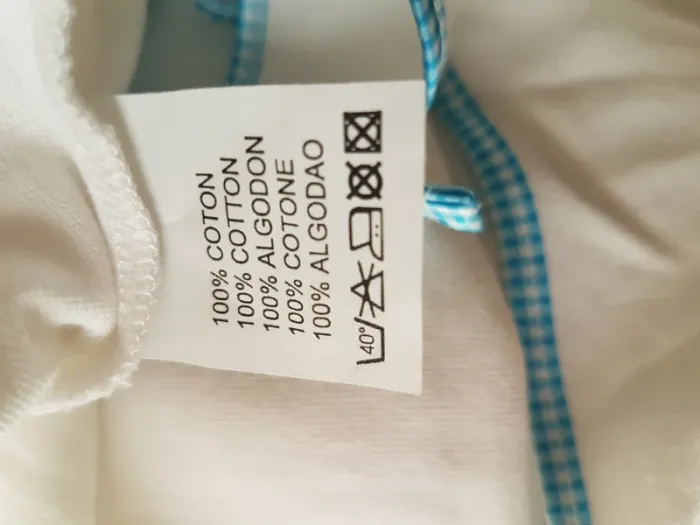 100% COTON
100% COTTON
100% ALGODON
100% COTONE
100% ALGODAO
40°